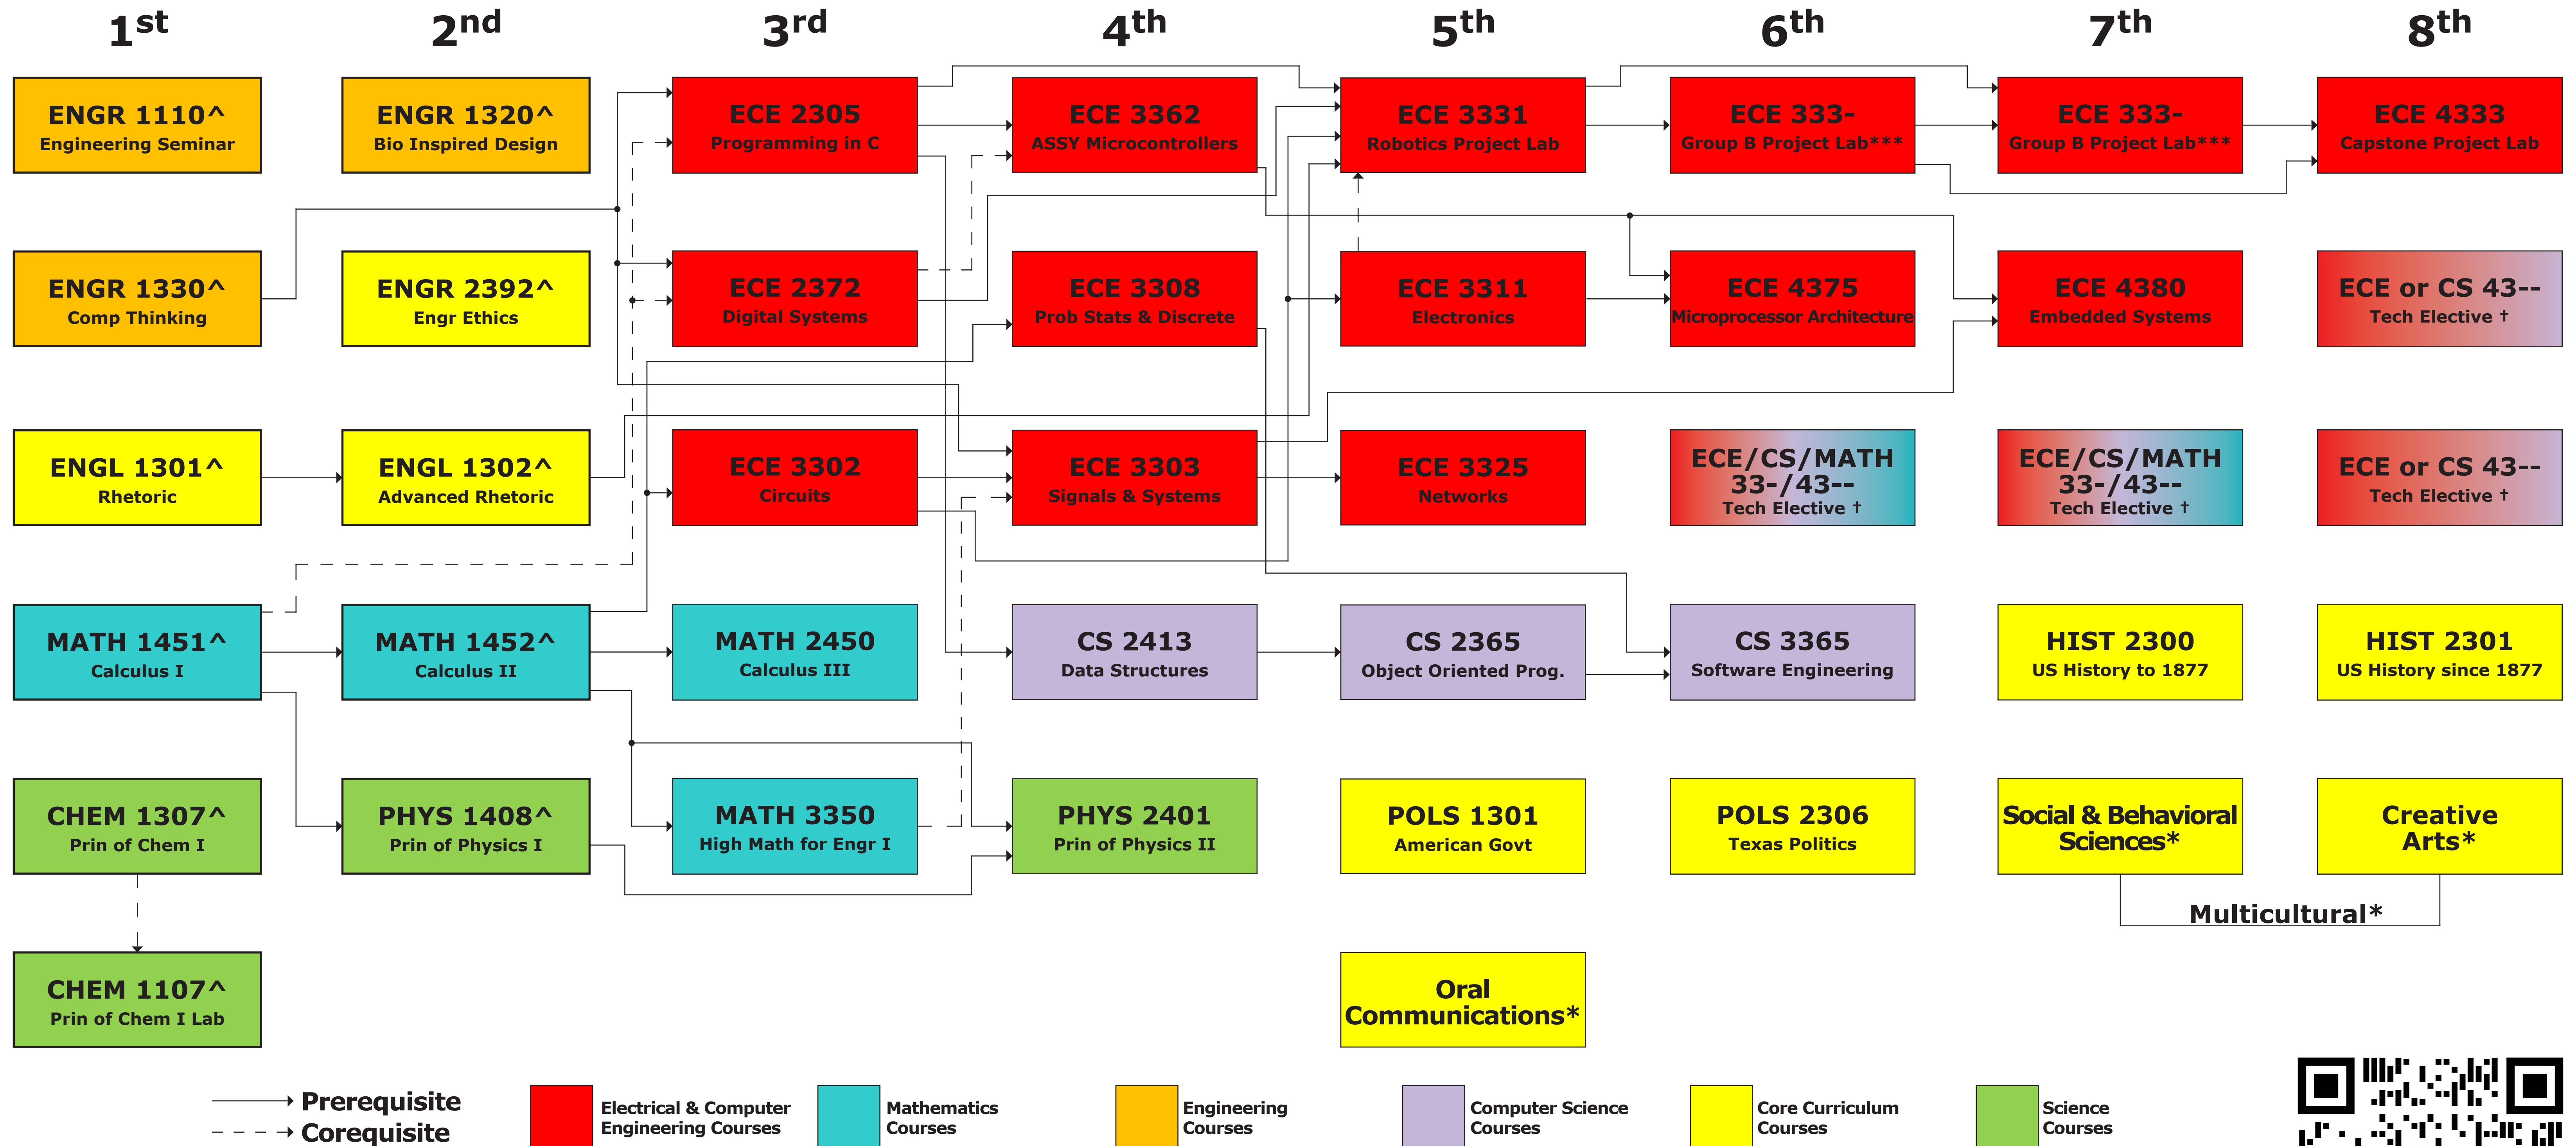 1st 2nd 3rd 4th 5th 6th 7th 8th
ENGR 1110^
Engineering Seminar
ENGR 1320^
Bio Inspired Design
ECE 2305
Programming in C
ECE 3362
ASSY Microcontrollers
ECE 3331
Robotics Project Lab
ECE 333-
Group B Project Lab***
ECE 333-
Group B Project Lab***
ECE 4333
Capstone Project Lab
ENGR 1330^
Comp Thinking
ENGR 2392^
Engr Ethics
ECE 2372
Digital Systems
ECE 3308
Prob Stats & Discrete
ECE 3311
Electronics
ECE 4375
Microprocessor Architecture
ECE 4380
Embedded Systems
ECE or CS 43--
Tech Elective †
ENGL 1301^
Rhetoric
ENGL 1302^
Advanced Rhetoric
ECE 3302
Circuits
ECE 3303
Signals & Systems
ECE 3325
Networks
ECE/CS/MATH
33-/43--
Tech Elective †
ECE/CS/MATH
33-/43--
Tech Elective †
ECE or CS 43--
Tech Elective †
MATH 1451^
Calculus I
MATH 1452^
Calculus II
MATH 2450
Calculus III
CS 2413
Data Structures
CS 2365
Object Oriented Prog.
CS 3365
Software Engineering
HIST 2300
US History to 1877
HIST 2301
US History since 1877
CHEM 1307^
Prin of Chem I
PHYS 1408^
Prin of Physics I
MATH 3350
High Math for Engr I
PHYS 2401
Prin of Physics II
POLS 1301
American Govt
POLS 2306
Texas Politics
Social & Behavioral
Sciences*
Creative
Arts*
Multicultural*
CHEM 1107^
Prin of Chem I Lab
Oral
Communications*
Prerequisite
Corequisite
Electrical & Computer
Engineering Courses
Mathematics
Courses
Engineering
Courses
Computer Science
Courses
Core Curriculum
Courses
Science
Courses